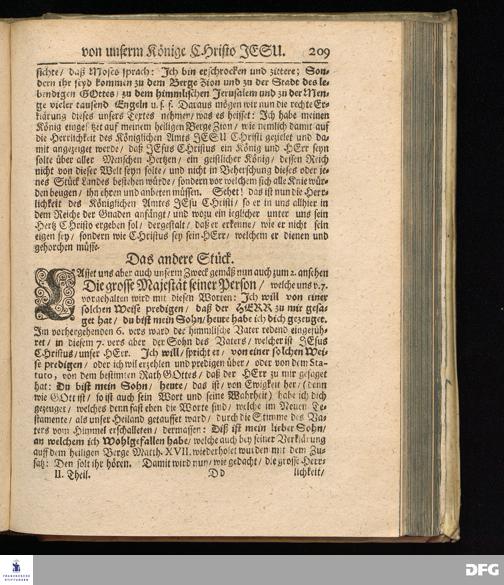 von unserm Könige CHristo JESU. 209
sichte/ daß Moses sprach: Ich bin erschrocken und zittere; Son-
dern ihr seyd kommen zu dem Berge Zion und zu der Stadt des le-
bendigen GOttes/ zu dem himmlischen Jerusalem und zu der Men-
ge vieler tausend Engeln u. s. f. Daraus mögen wir nun die rechte Er-
klärung dieses unsers Textes nehmen/ was es heisset: Ich habe meinen
König eingesetzt auf meinem heiligen Berge Zion/ wie nemlich damit auf
die Herrlichkeit des Königlichen Amts JESU CHristi gezielet und da-
mit angezeiget werde/ daß JEsus CHristus ein König und HErr seyn
solte über aller Menschen Hertzen/ ein geistlicher König/ dessen Reich
nicht von dieser Welt seyn solte/ und nicht in Beherschung dieses oder je-
nes Stück Landes bestehen würde/ sondern vor welchem sich alle Knie wür-
den beugen/ ihn ehren und anbeten müssen. Sehet! das ist nun die Herr-
lichkeit des Königlichen Amtes JEsu CHristi/ so er in uns allhier in
dem Reiche der Gnaden anfängt/ und wozu ein ieglicher unter uns sein
Hertz CHristo ergeben sol/ dergestalt/ daß er erkenne/ wie er nicht sein
eigen sey/ sondern wie CHristus sey sein HErr/ welchem er dienen und
gehorchen müsse.
Das andere Stück.
LAsset uns aber auch unserm Zweck gemäß nun auch zum 2. ansehen
Die grosse Majestät seiner Person/ welche uns v. 7.
vorgehalten wird mit diesen Worten: Ich will von einer
solchen Weise predigen/ daß der HERR zu mir gesa-
get hat/ du bist mein Sohn/ heute habe ich dich gezeuget.
Im vorhergehenden 6. vers ward der himmlische Vater redend eingefüh-
ret/ in diesem 7. vers aber der Sohn des Vaters/ welcher ist JEsus
CHristus/ unser HErr. Ich will/ spricht er/ von einer solchen Wei-
se predigen/ oder ich wil erzehlen und predigen über/ oder von dem Sta-
tuto, von dem bestimmten Rath GOttes/ daß der HErr zu mir gesaget
hat: Du bist mein Sohn/ heute/ das ist/ von Ewigkeit her/ (denn
wie GOtt ist/ so ist auch sein Wort und seine Wahrheit) habe ich dich
gezeuget/ welches denn fast eben die Worte sind/ welche im Neuen Te-
stamente/ als unser Heiland getauffet ward/ durch die Stimme des Va-
ters vom Himmel erschalleten/ dermassen: Diß ist mein lieber Sohn/
an welchem ich Wohlgefallen habe/ welche auch bey seiner Verklärung
auff dem heiligen Berge Matth. XVII. wiederholet wurden mit dem Zu-
satz: Den solt ihr hören. Damit wird nun/ wie gedacht/ die grosse Herr-
II. Theil. Dd lichkeit/
FRANCKESCHE STIFTUNGEN
DFG